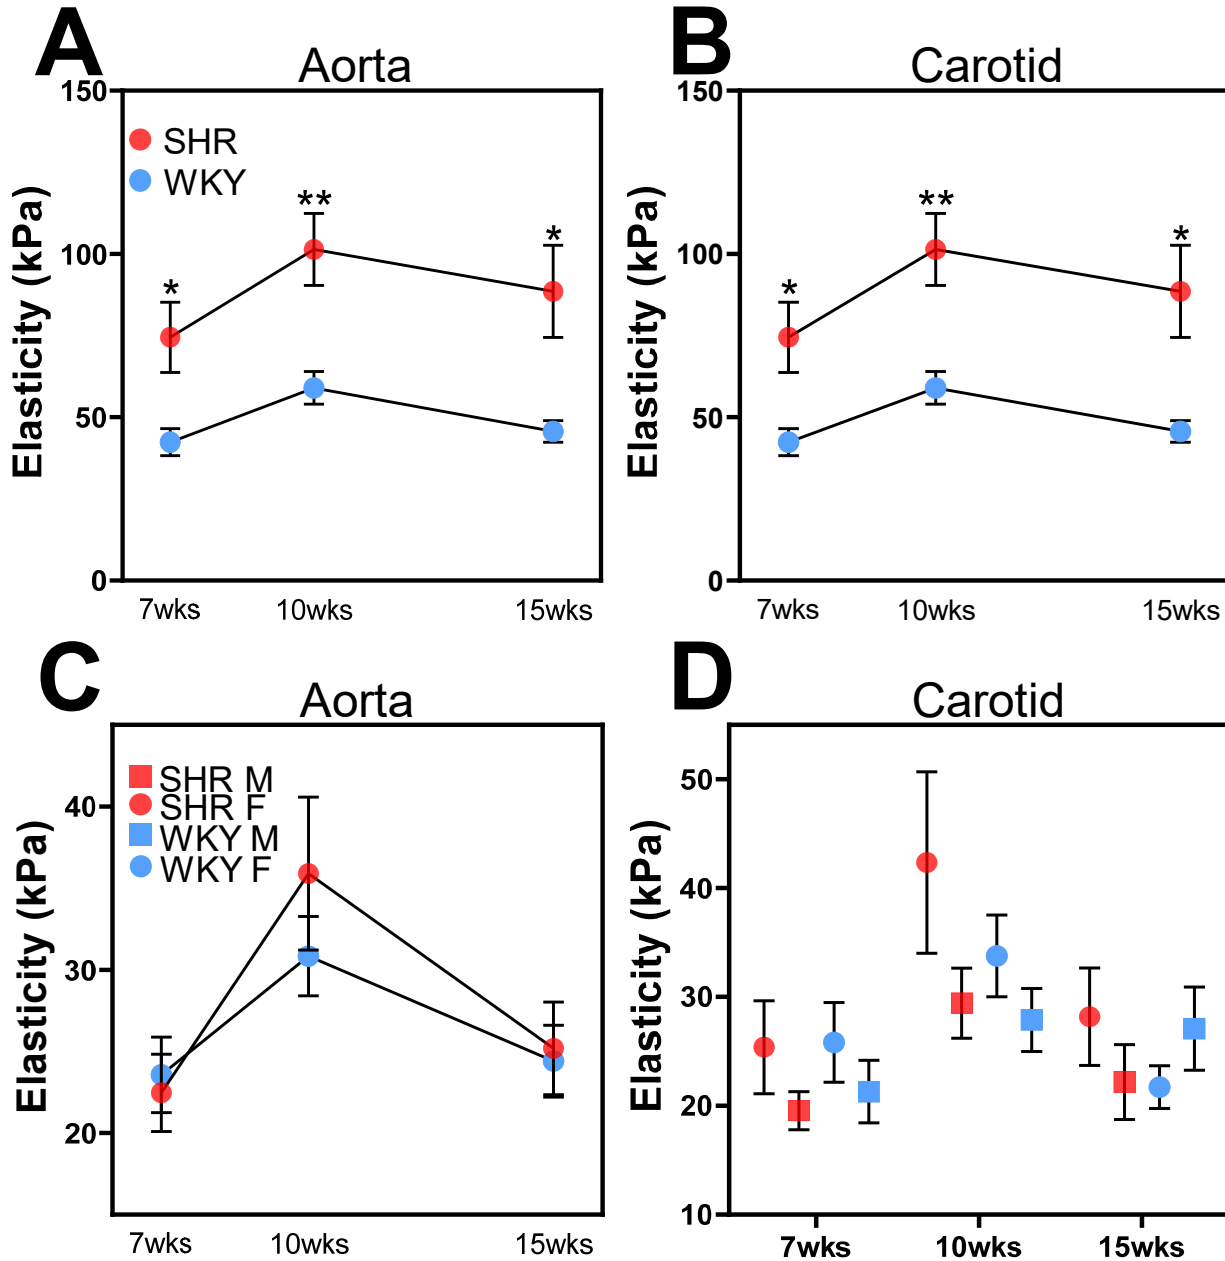 A
Aorta
150
100
50
0
Elasticity (kPa)
SHR
WKY
*
**
*
7wks
10wks
15wks
B
Carotid
150
100
50
0
Elasticity (kPa)
*
**
*
7wks
10wks
15wks
C
Aorta
40
30
20
Elasticity (kPa)
SHR M
SHR F
WKY M
WKY F
7wks
10wks
15wks
D
Carotid
50
40
30
20
10
Elasticity (kPa)
7wks
10wks
15wks